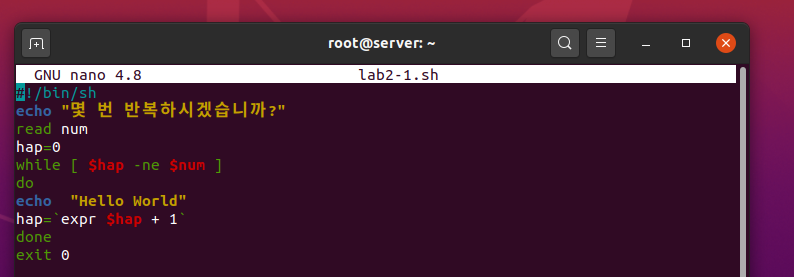 root@server: ~
GNU nano 4.8 lab2-1.sh
#!/bin/sh
echo "몇 번 반복하시겠습니까?"
read num
hap=0
while [ $hap -ne $num ]
do
echo  "Hello World"
hap=`expr $hap + 1`
done
exit 0